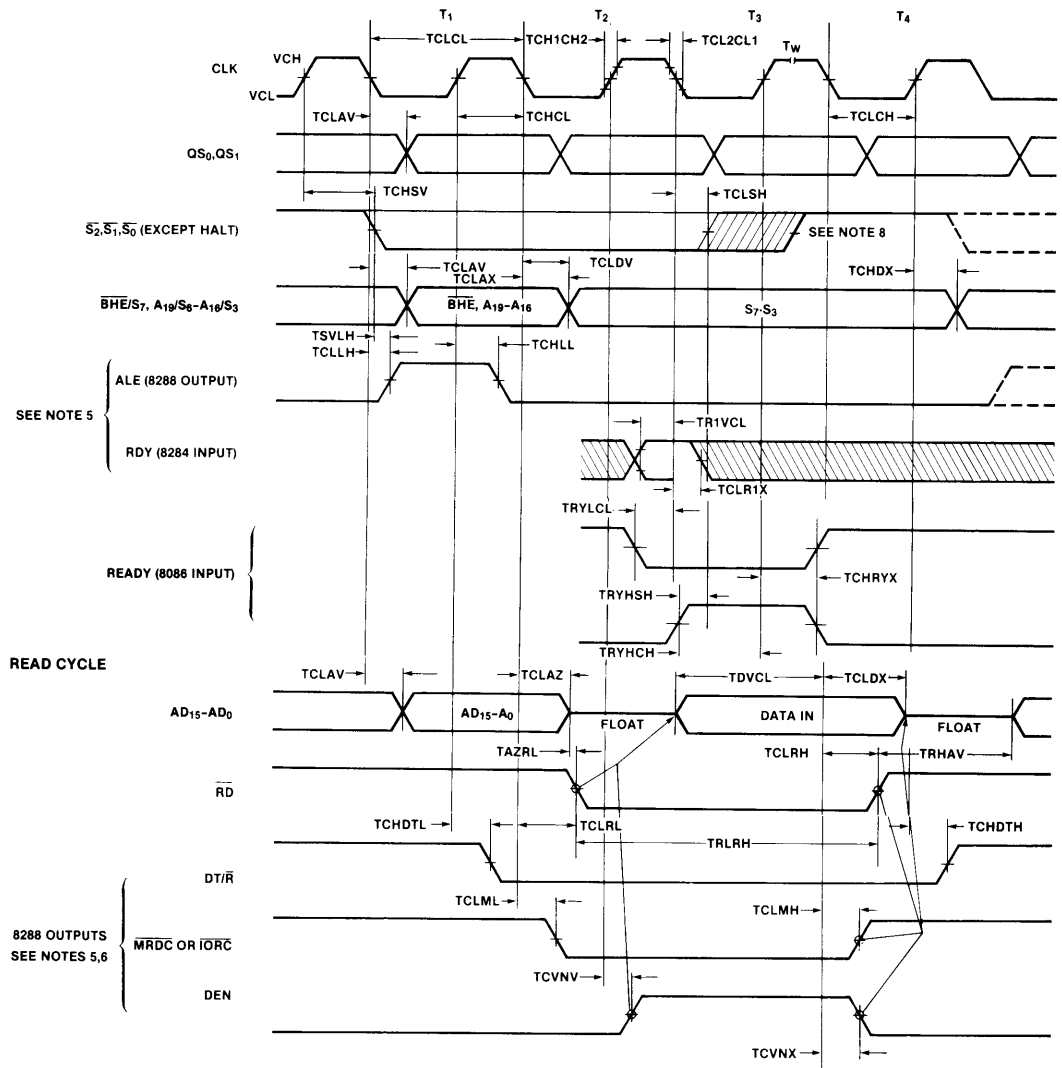 T1 T2 T3 T4
TCLCL TCH1CH2 TCL2CL1 TW
VCH
CLK
VCL
TCLAV TCHCL TCLCH
QS0,QS1
TCHSV TCLSH
S2,S1,S0 (EXCEPT HALT) SEE NOTE 8
TCLAV TCLDV
TCLAX TCHDX
BHE/S7, A19/S6-A16/S3 BHE, A19-A16 S7-S3
TSVLH
TCLLH TCHLL
ALE (8288 OUTPUT)
SEE NOTE 5
TR1VCL
RDY (8284 INPUT)
TCLR1X
TRYLCL
READY (8086 INPUT) TCHRYX
TRYHSH
TRYHCH
READ CYCLE
TCLAV TCLAZ TDVCL TCLDX
AD15-AD0 AD15-A0 FLOAT DATA IN FLOAT
TAZRL TCLRH TRHAV
RD
TCHDTL TCLRL TRLRH TCHDTH
DT/R
TCLML TCLMH
8288 OUTPUTS
SEE NOTES 5,6
MRDC OR IORC
TCVNV
DEN
TCVNX